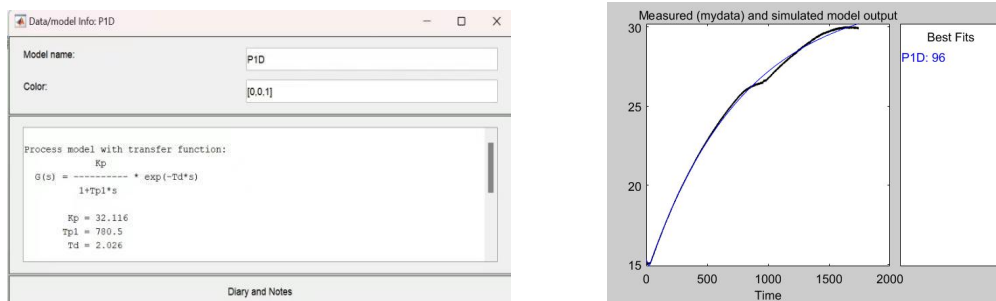 Data/model Info: P1D
Model name:
P1D
Color:
[0,0,1]
Process model with transfer function:
Kp
G(s) = ---------- * exp(-Td*s)
1+Tp1*s
Kp = 32.116
Tp1 = 780.5
Td = 2.026
Diary and Notes
Measured (mydata) and simulated model output
30
25
20
15
0 500 1000 1500 2000
Time
Best Fits
P1D: 96